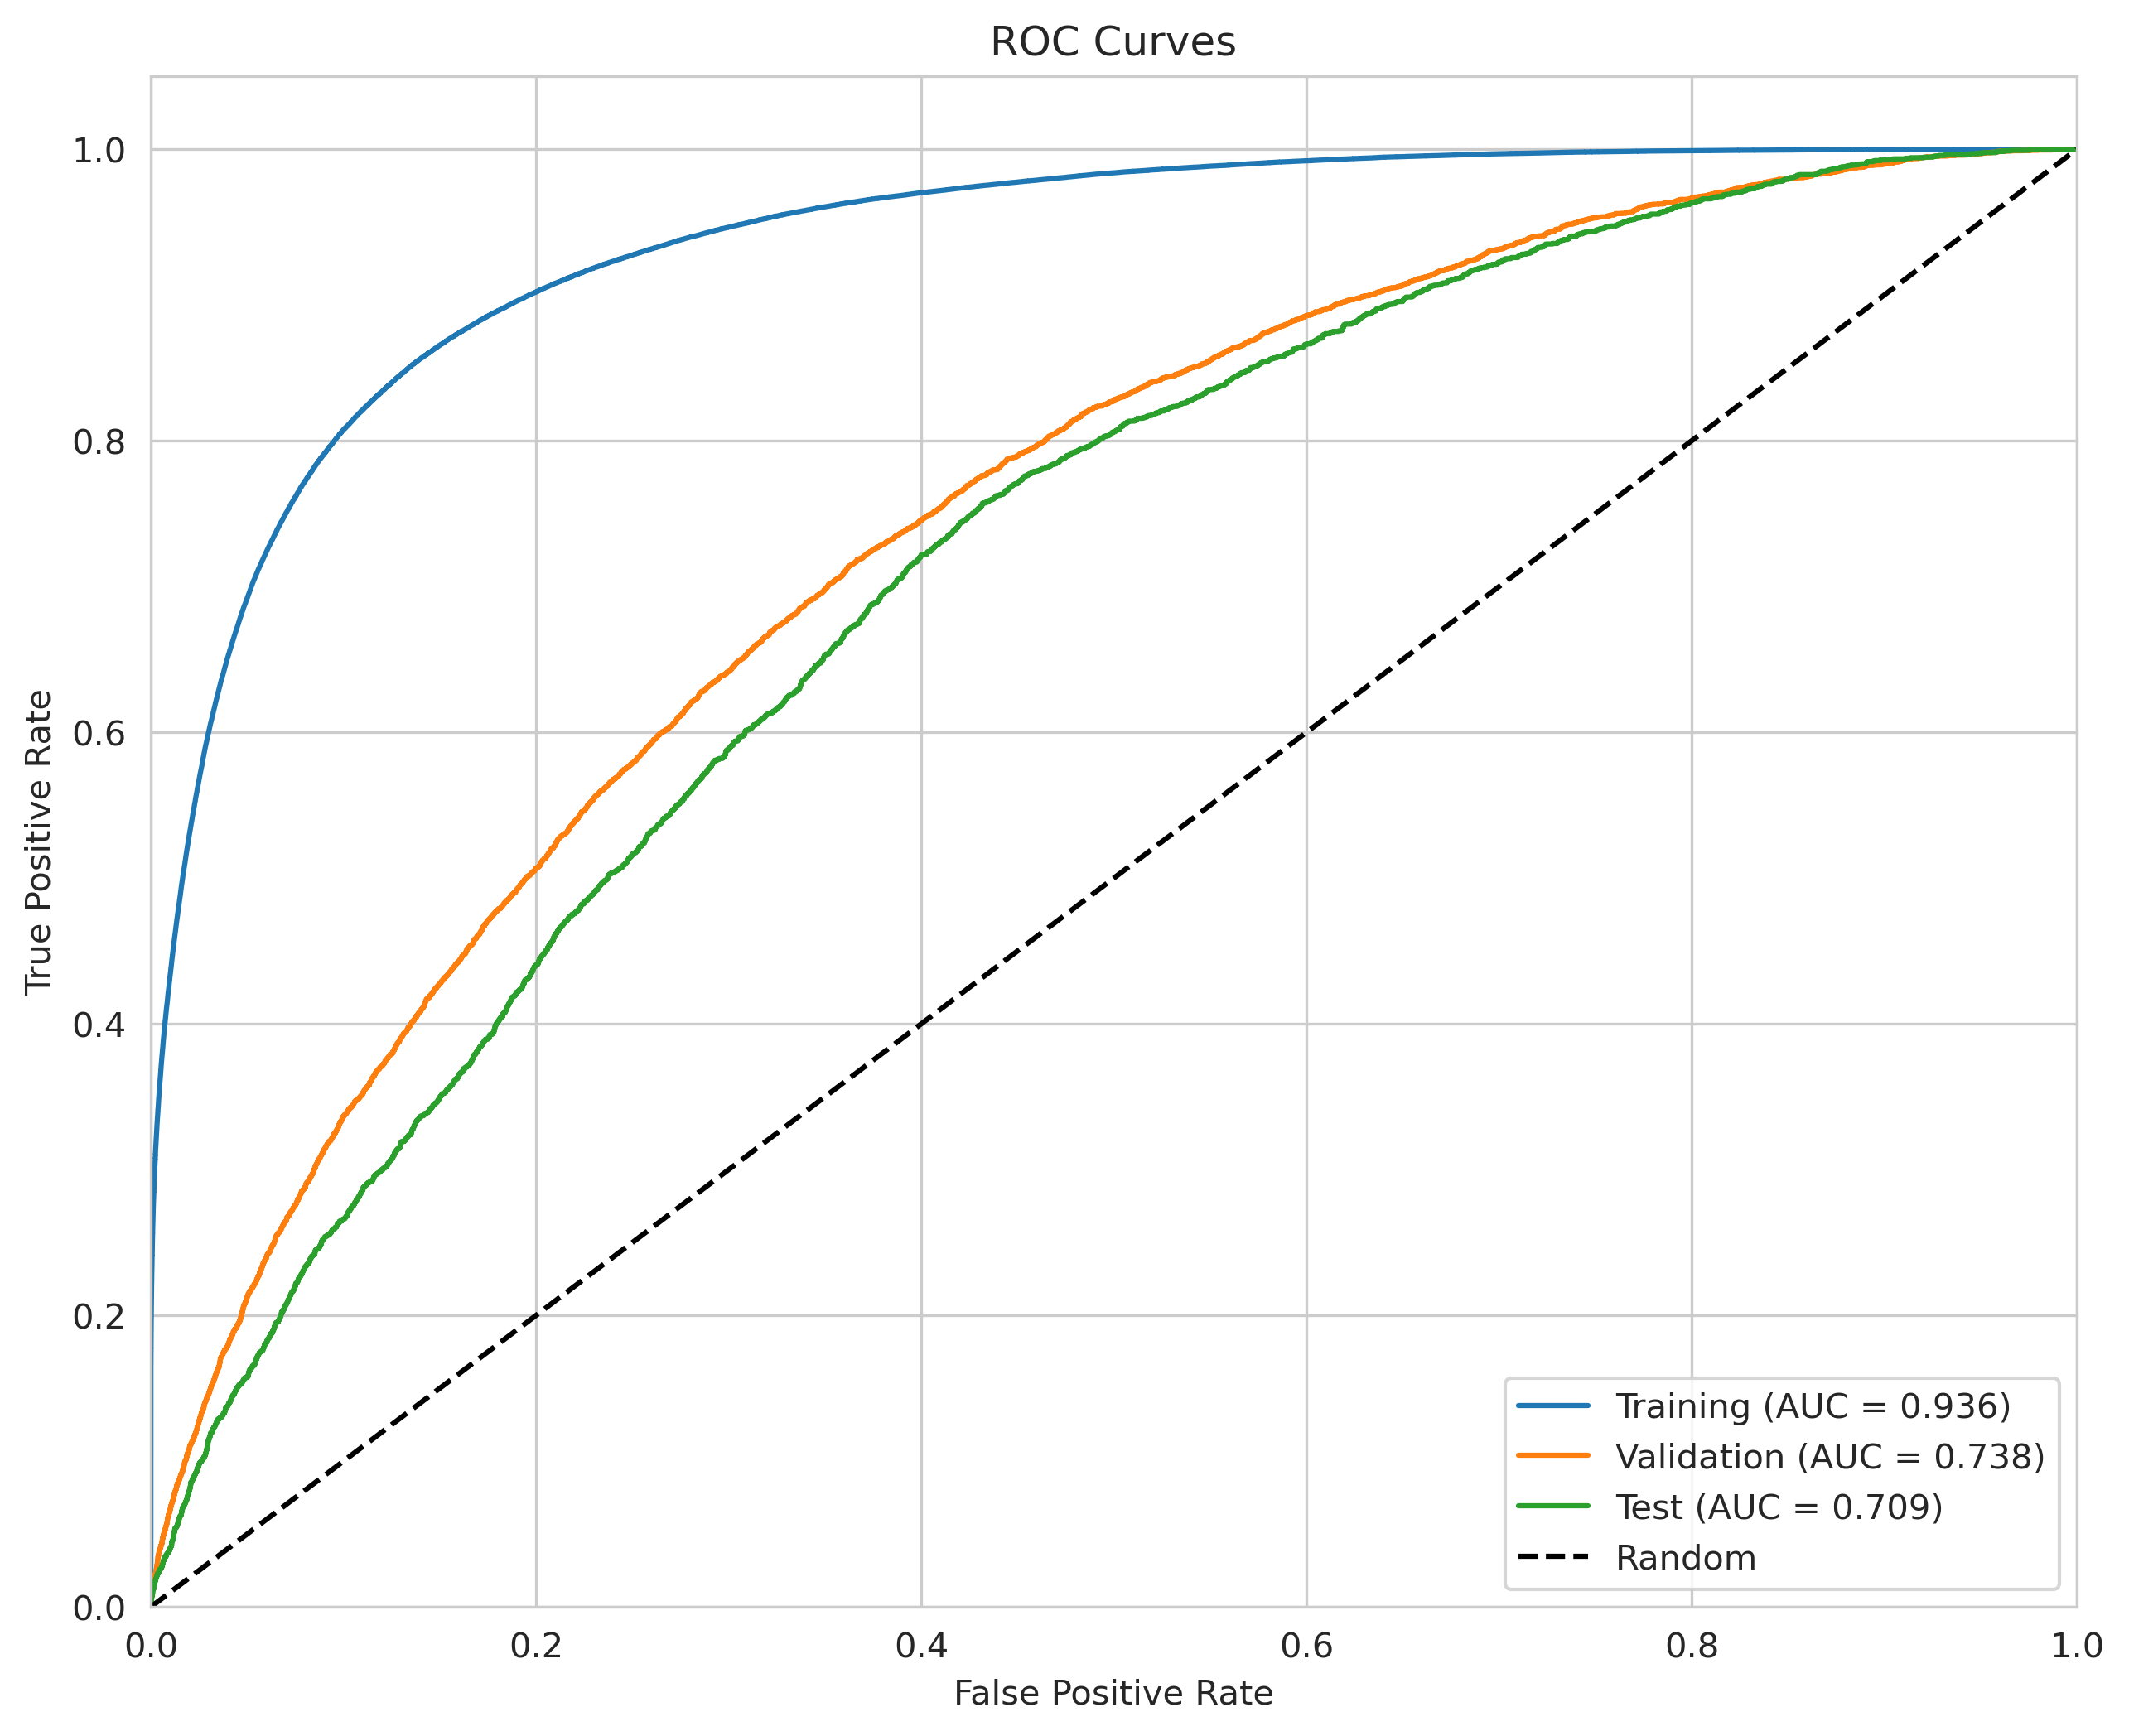 ROC Curves
1.0
0.8
0.6
0.4
0.2
0.0
True Positive Rate
0.0 0.2 0.4 0.6 0.8 1.0
False Positive Rate
Training (AUC = 0.936)
Validation (AUC = 0.738)
Test (AUC = 0.709)
Random